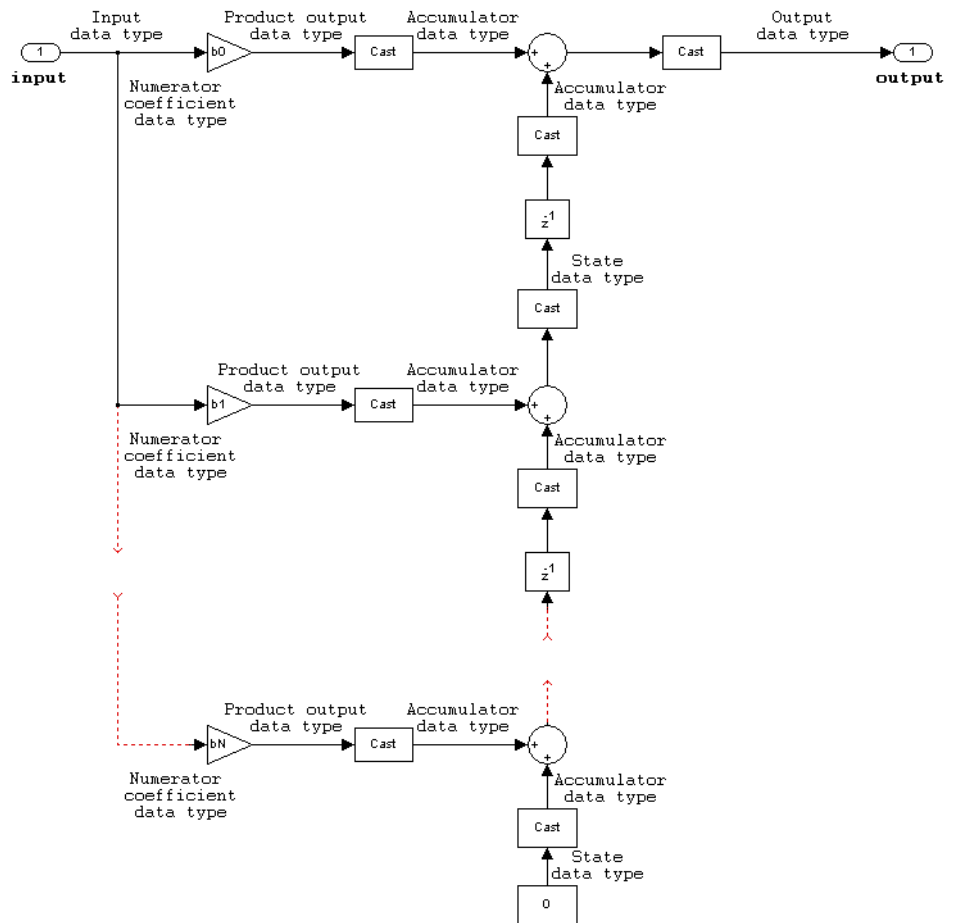 Input
data type
Product output
data type
Accumulator
data type
Output
data type
1
input
b0
Cast
+
+
Cast
1
output
Numerator
coefficient
data type
Accumulator
data type
Cast
z-1
State
data type
Cast
Product output
data type
Accumulator
data type
b1
Cast
+
+
Numerator
coefficient
data type
Accumulator
data type
Cast
z-1
Product output
data type
Accumulator
data type
bN
Cast
+
+
Numerator
coefficient
data type
Accumulator
data type
Cast
State
data type
0